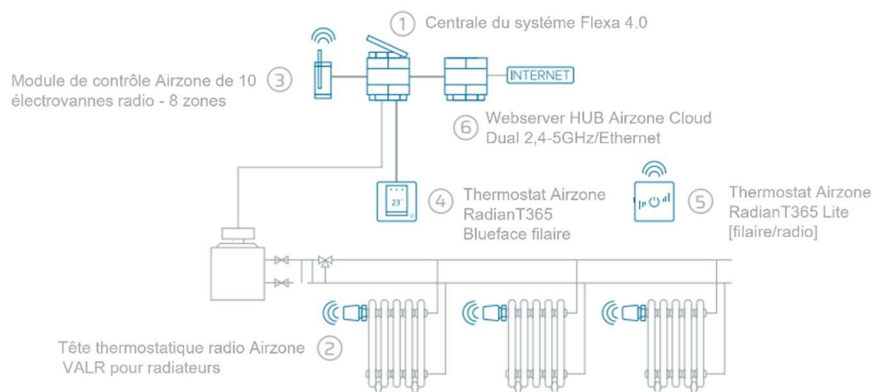 1 Centrale du systéme Flexa 4.0
Module de contrôle Airzone de 10
électrovannes radio - 8 zones
3
INTERNET
6 Webserver HUB Airzone Cloud
Dual 2,4-5GHz/Ethernet
23°
4 Thermostat Airzone
RadianT365
Blueface filaire
5 Thermostat Airzone
RadianT365 Lite
[filaire/radio]
Tête thermostatique radio Airzone
VALR pour radiateurs
2